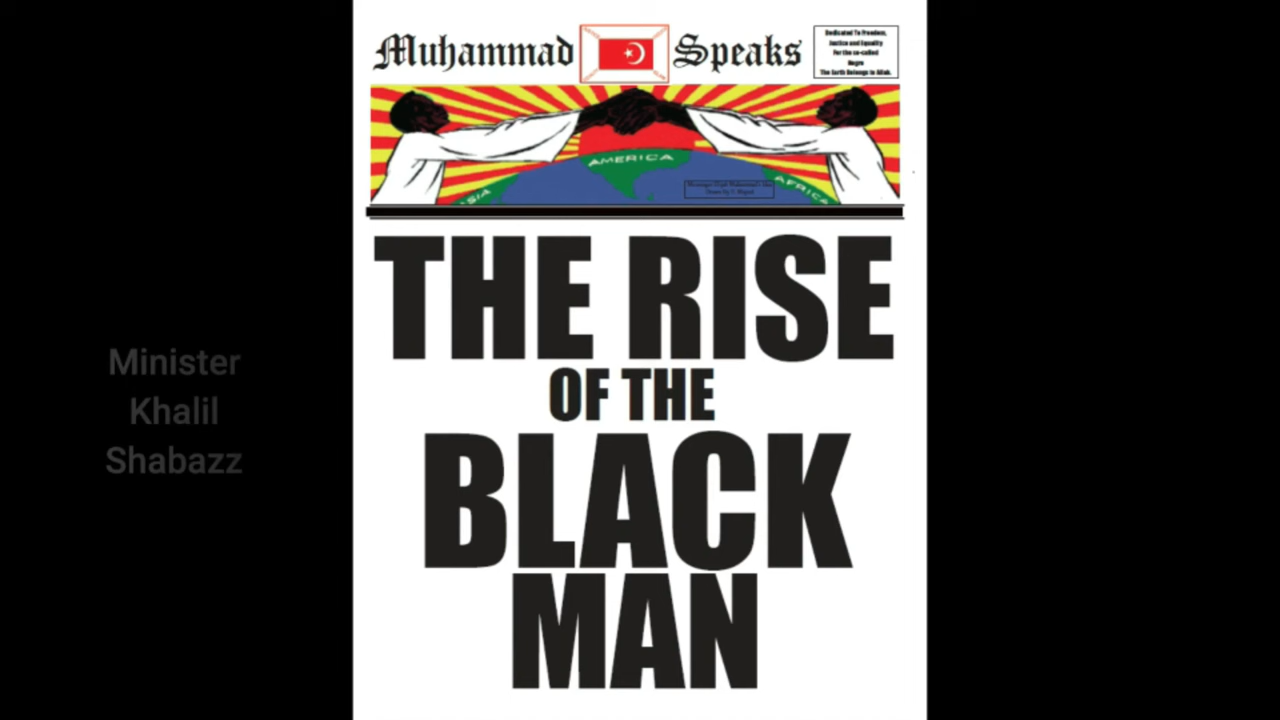 Muhammad Speaks
Dedicated To Freedom,
Justice and Equality
For the so-called
Negro
The Earth Belongs to Allah.
AMERICA
ASIA
AFRICA
THE RISE
OF THE
BLACK
MAN
Minister
Khalil
Shabazz